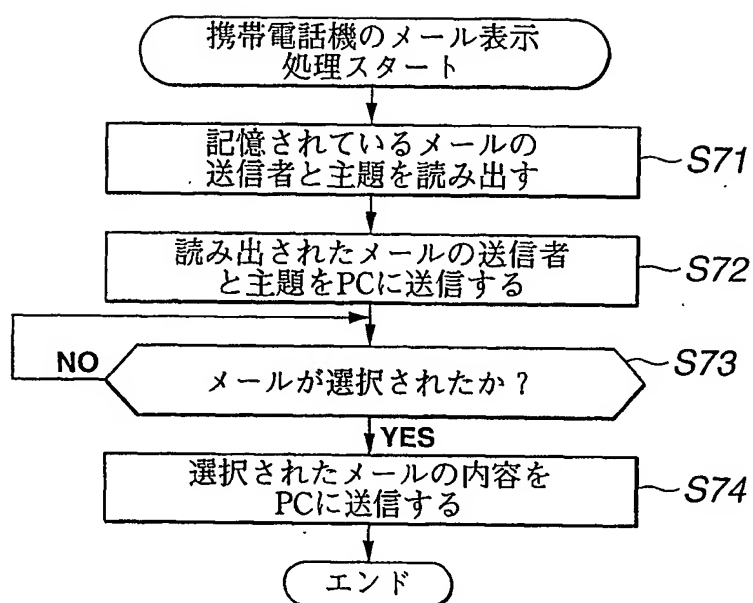 携帯電話機のメール表示
処理スタート
記憶されているメールの
送信者と主題を読み出す
S71
読み出されたメールの送信者
と主題をPCに送信する
S72
NO
メールが選択されたか？
S73
YES
選択されたメールの内容を
PCに送信する
S74
エンド